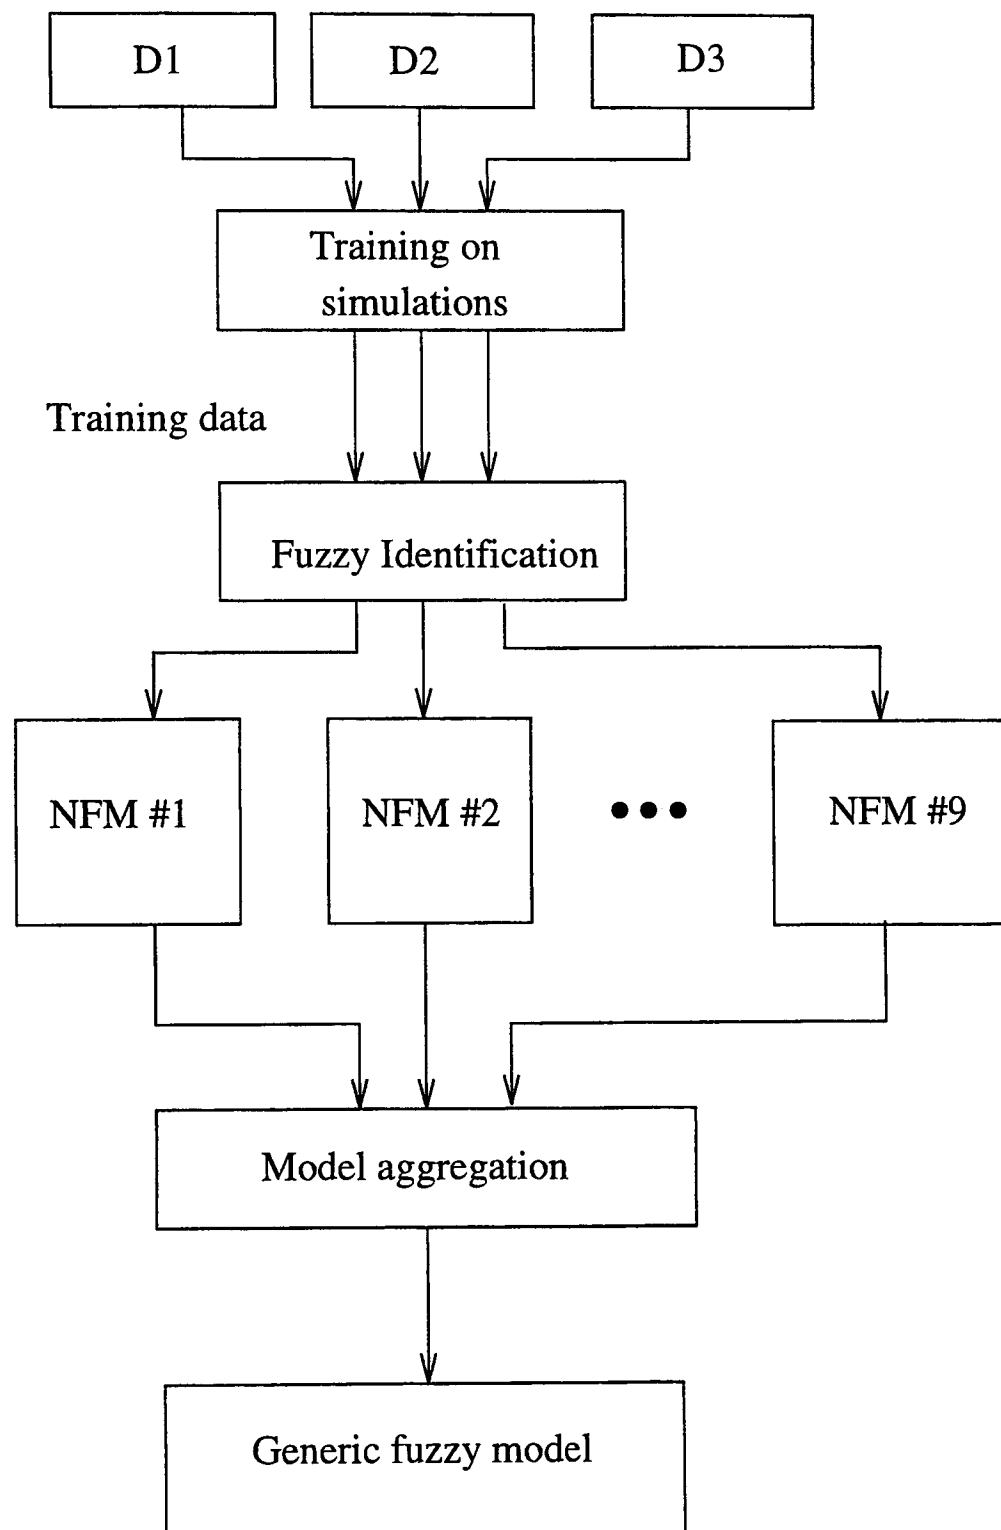 D1
D2
D3
Training on
simulations
Training data
Fuzzy Identification
NFM #1
NFM #2
NFM #9
Model aggregation
Generic fuzzy model